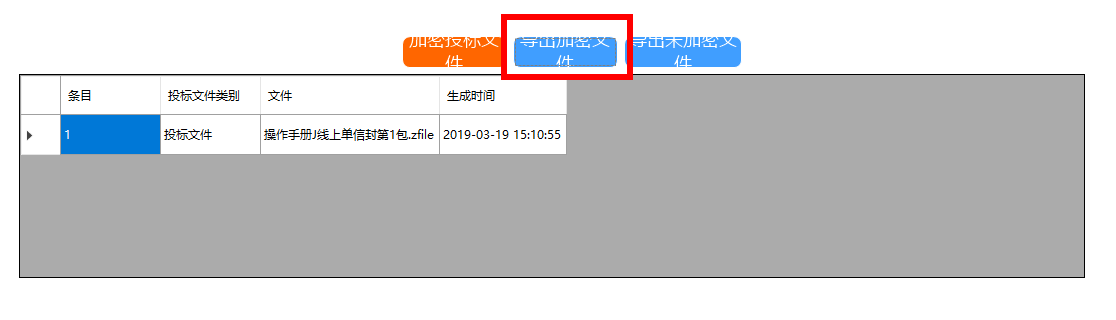 加密投标文
件
导出加密文
件
导出未加密文
件
条目 投标文件类别 文件 生成时间
1 投标文件 操作手册J线上单信封第1包.zfile 2019-03-19 15:10:55